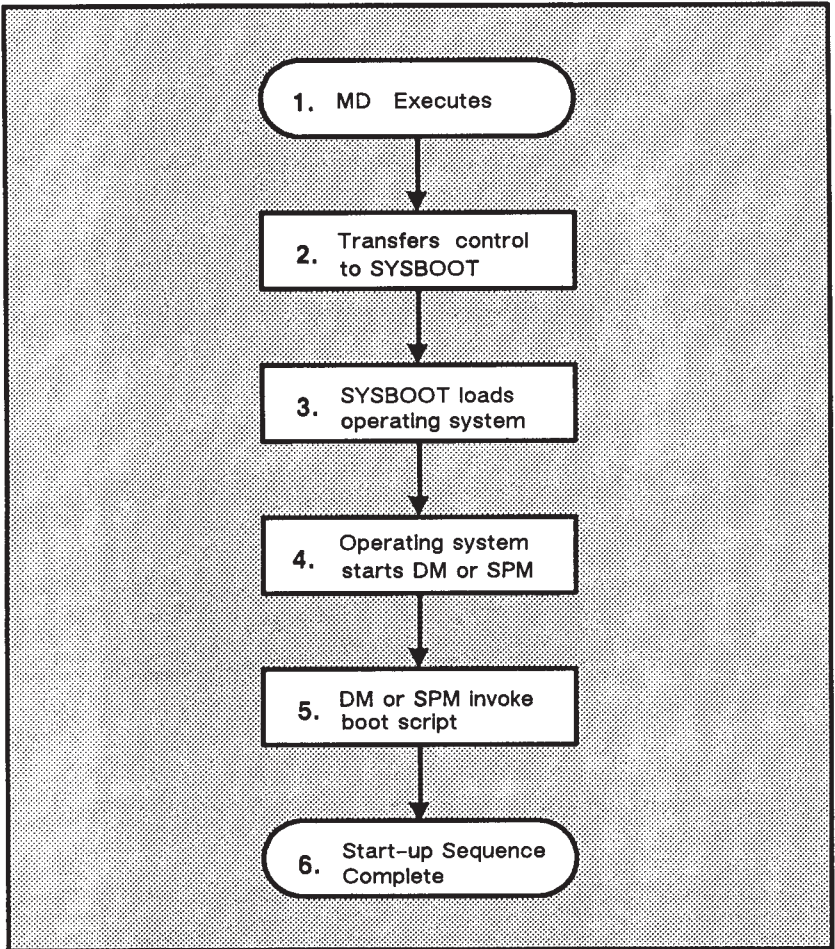 1. MD Executes
2. Transfers control
to SYSBOOT
3. SYSBOOT loads
operating system
4. Operating system
starts DM or SPM
5. DM or SPM invoke
boot script
6. Start-up Sequence
Complete